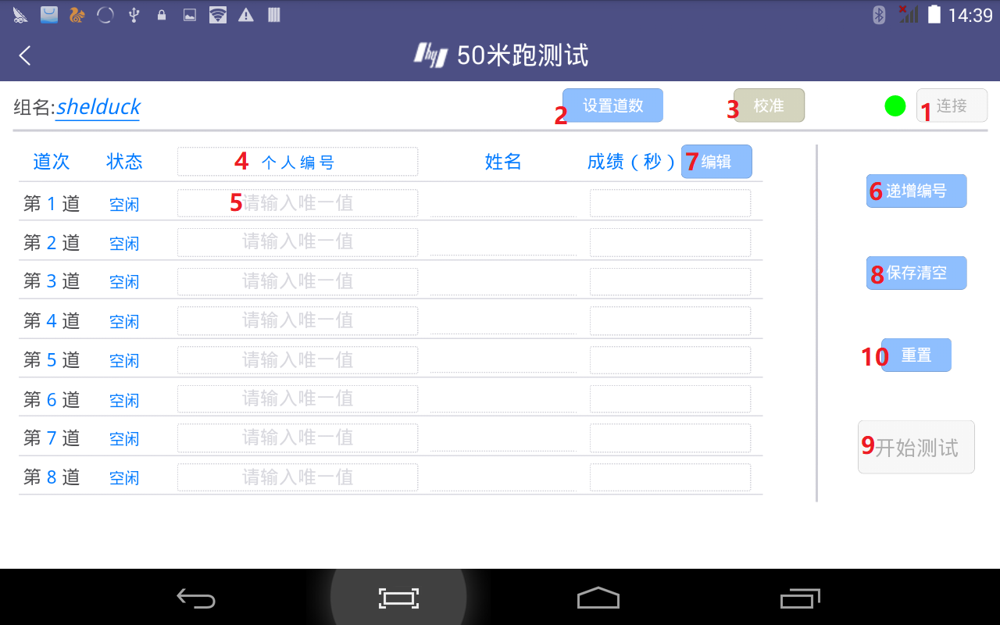 14:39
hy 50米跑测试
组名:shelduck 2 设置道数 3 校准 1 连接
道次 状态 4 个人编号 姓名 成绩（秒） 7 编辑
第 1 道 空闲 5 请输入唯一值 6 递增编号
第 2 道 空闲 请输入唯一值
第 3 道 空闲 请输入唯一值 8 保存清空
第 4 道 空闲 请输入唯一值
第 5 道 空闲 请输入唯一值 10 重置
第 6 道 空闲 请输入唯一值
第 7 道 空闲 请输入唯一值 9 开始测试
第 8 道 空闲 请输入唯一值